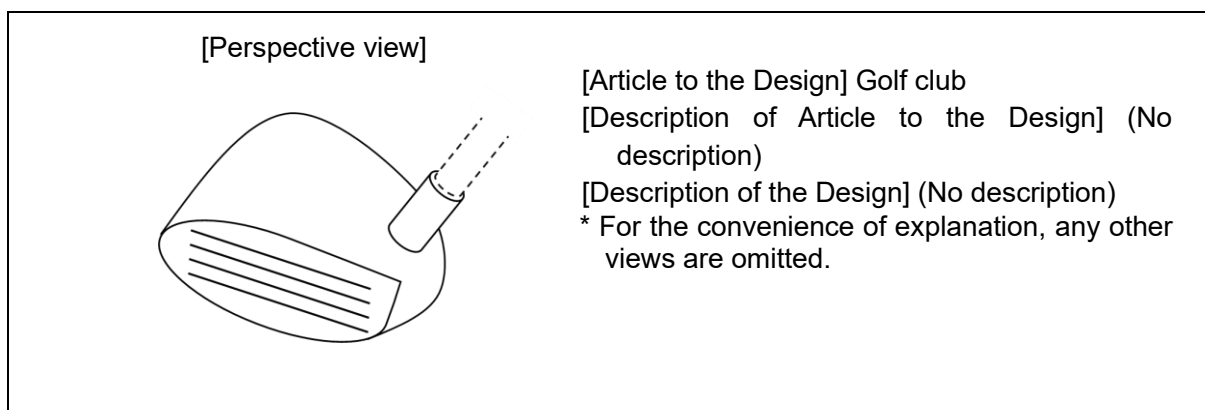 [Perspective view]
[Article to the Design] Golf club
[Description of Article to the Design] (No
description)
[Description of the Design] (No description)
* For the convenience of explanation, any other
views are omitted.